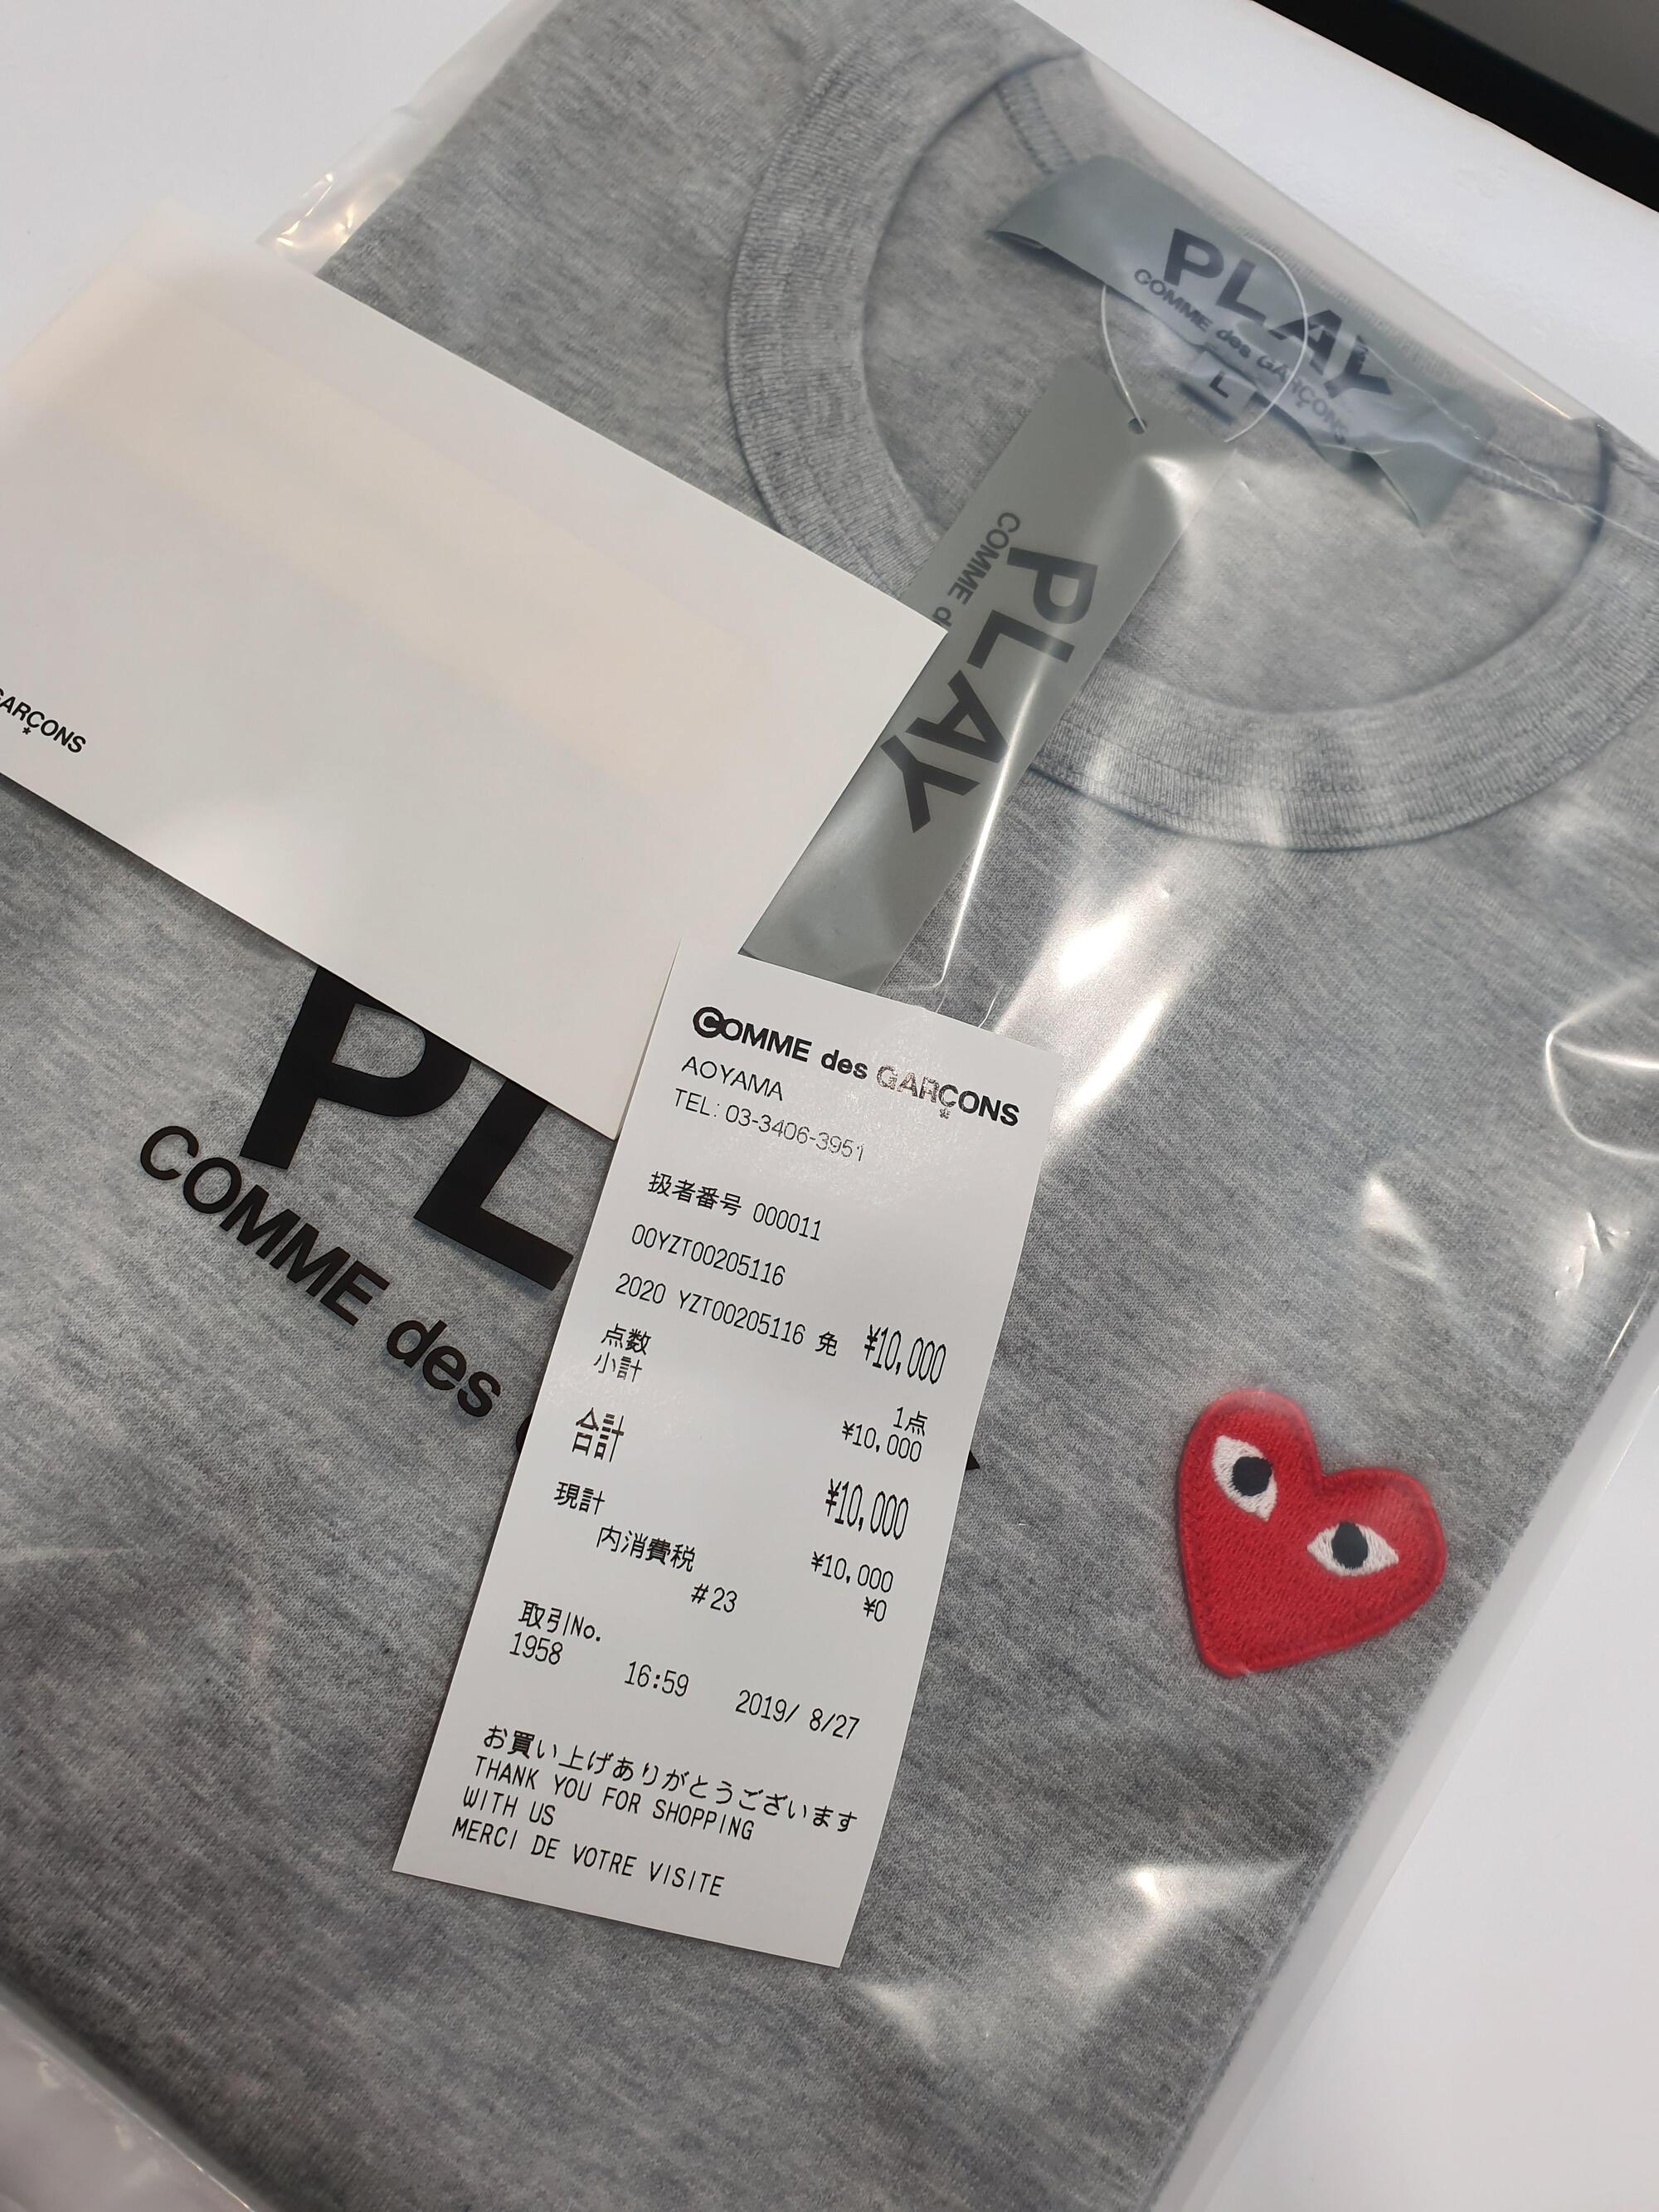 PLAY
COMME des GARÇONS
L
PLAY
COMME
GARÇONS
PL
COMME des
COMME des GARÇONS
AOYAMA
TEL: 03-3406-3951
扱者番号 000011
00YZT00205116
2020 YZT00205116 免 ¥10,000
点数 1点
小計 ¥10,000
合計 ¥10,000
現計 ¥10,000
内消費税 ¥0
#23
取引No.
1958 16:59 2019/ 8/27
お買い上げありがとうございます
THANK YOU FOR SHOPPING
WITH US
MERCI DE VOTRE VISITE